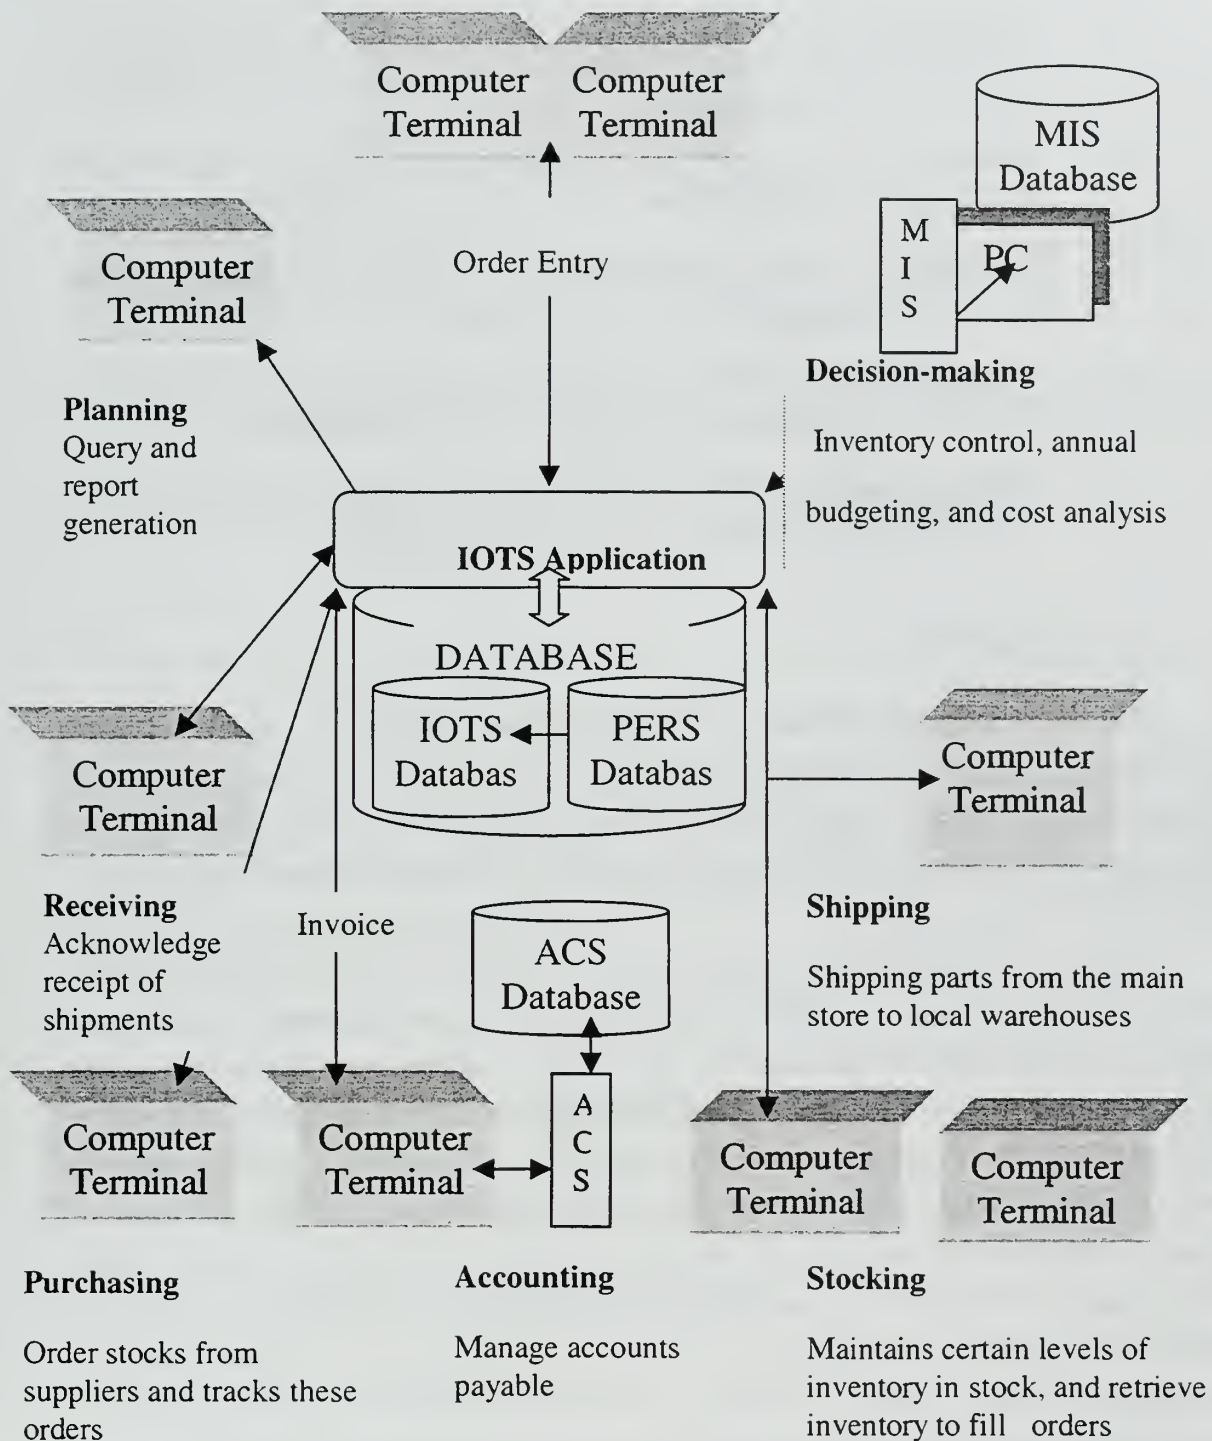 Computer
Terminal
Computer
Terminal
MIS
Database
M
I
S
PC
Computer
Terminal
Order Entry
Decision-making
Planning
Query and
report
generation
Inventory control, annual
budgeting, and cost analysis
IOTS Application
DATABASE
IOTS
Databas
PERS
Databas
Computer
Terminal
Computer
Terminal
Receiving
Acknowledge
receipt of
shipments
Invoice
ACS
Database
Shipping
Shipping parts from the main
store to local warehouses
Computer
Terminal
Computer
Terminal
A
C
S
Computer
Terminal
Computer
Terminal
Purchasing
Order stocks from
suppliers and tracks these
orders
Accounting
Manage accounts
payable
Stocking
Maintains certain levels of
inventory in stock, and retrieve
inventory to fill orders